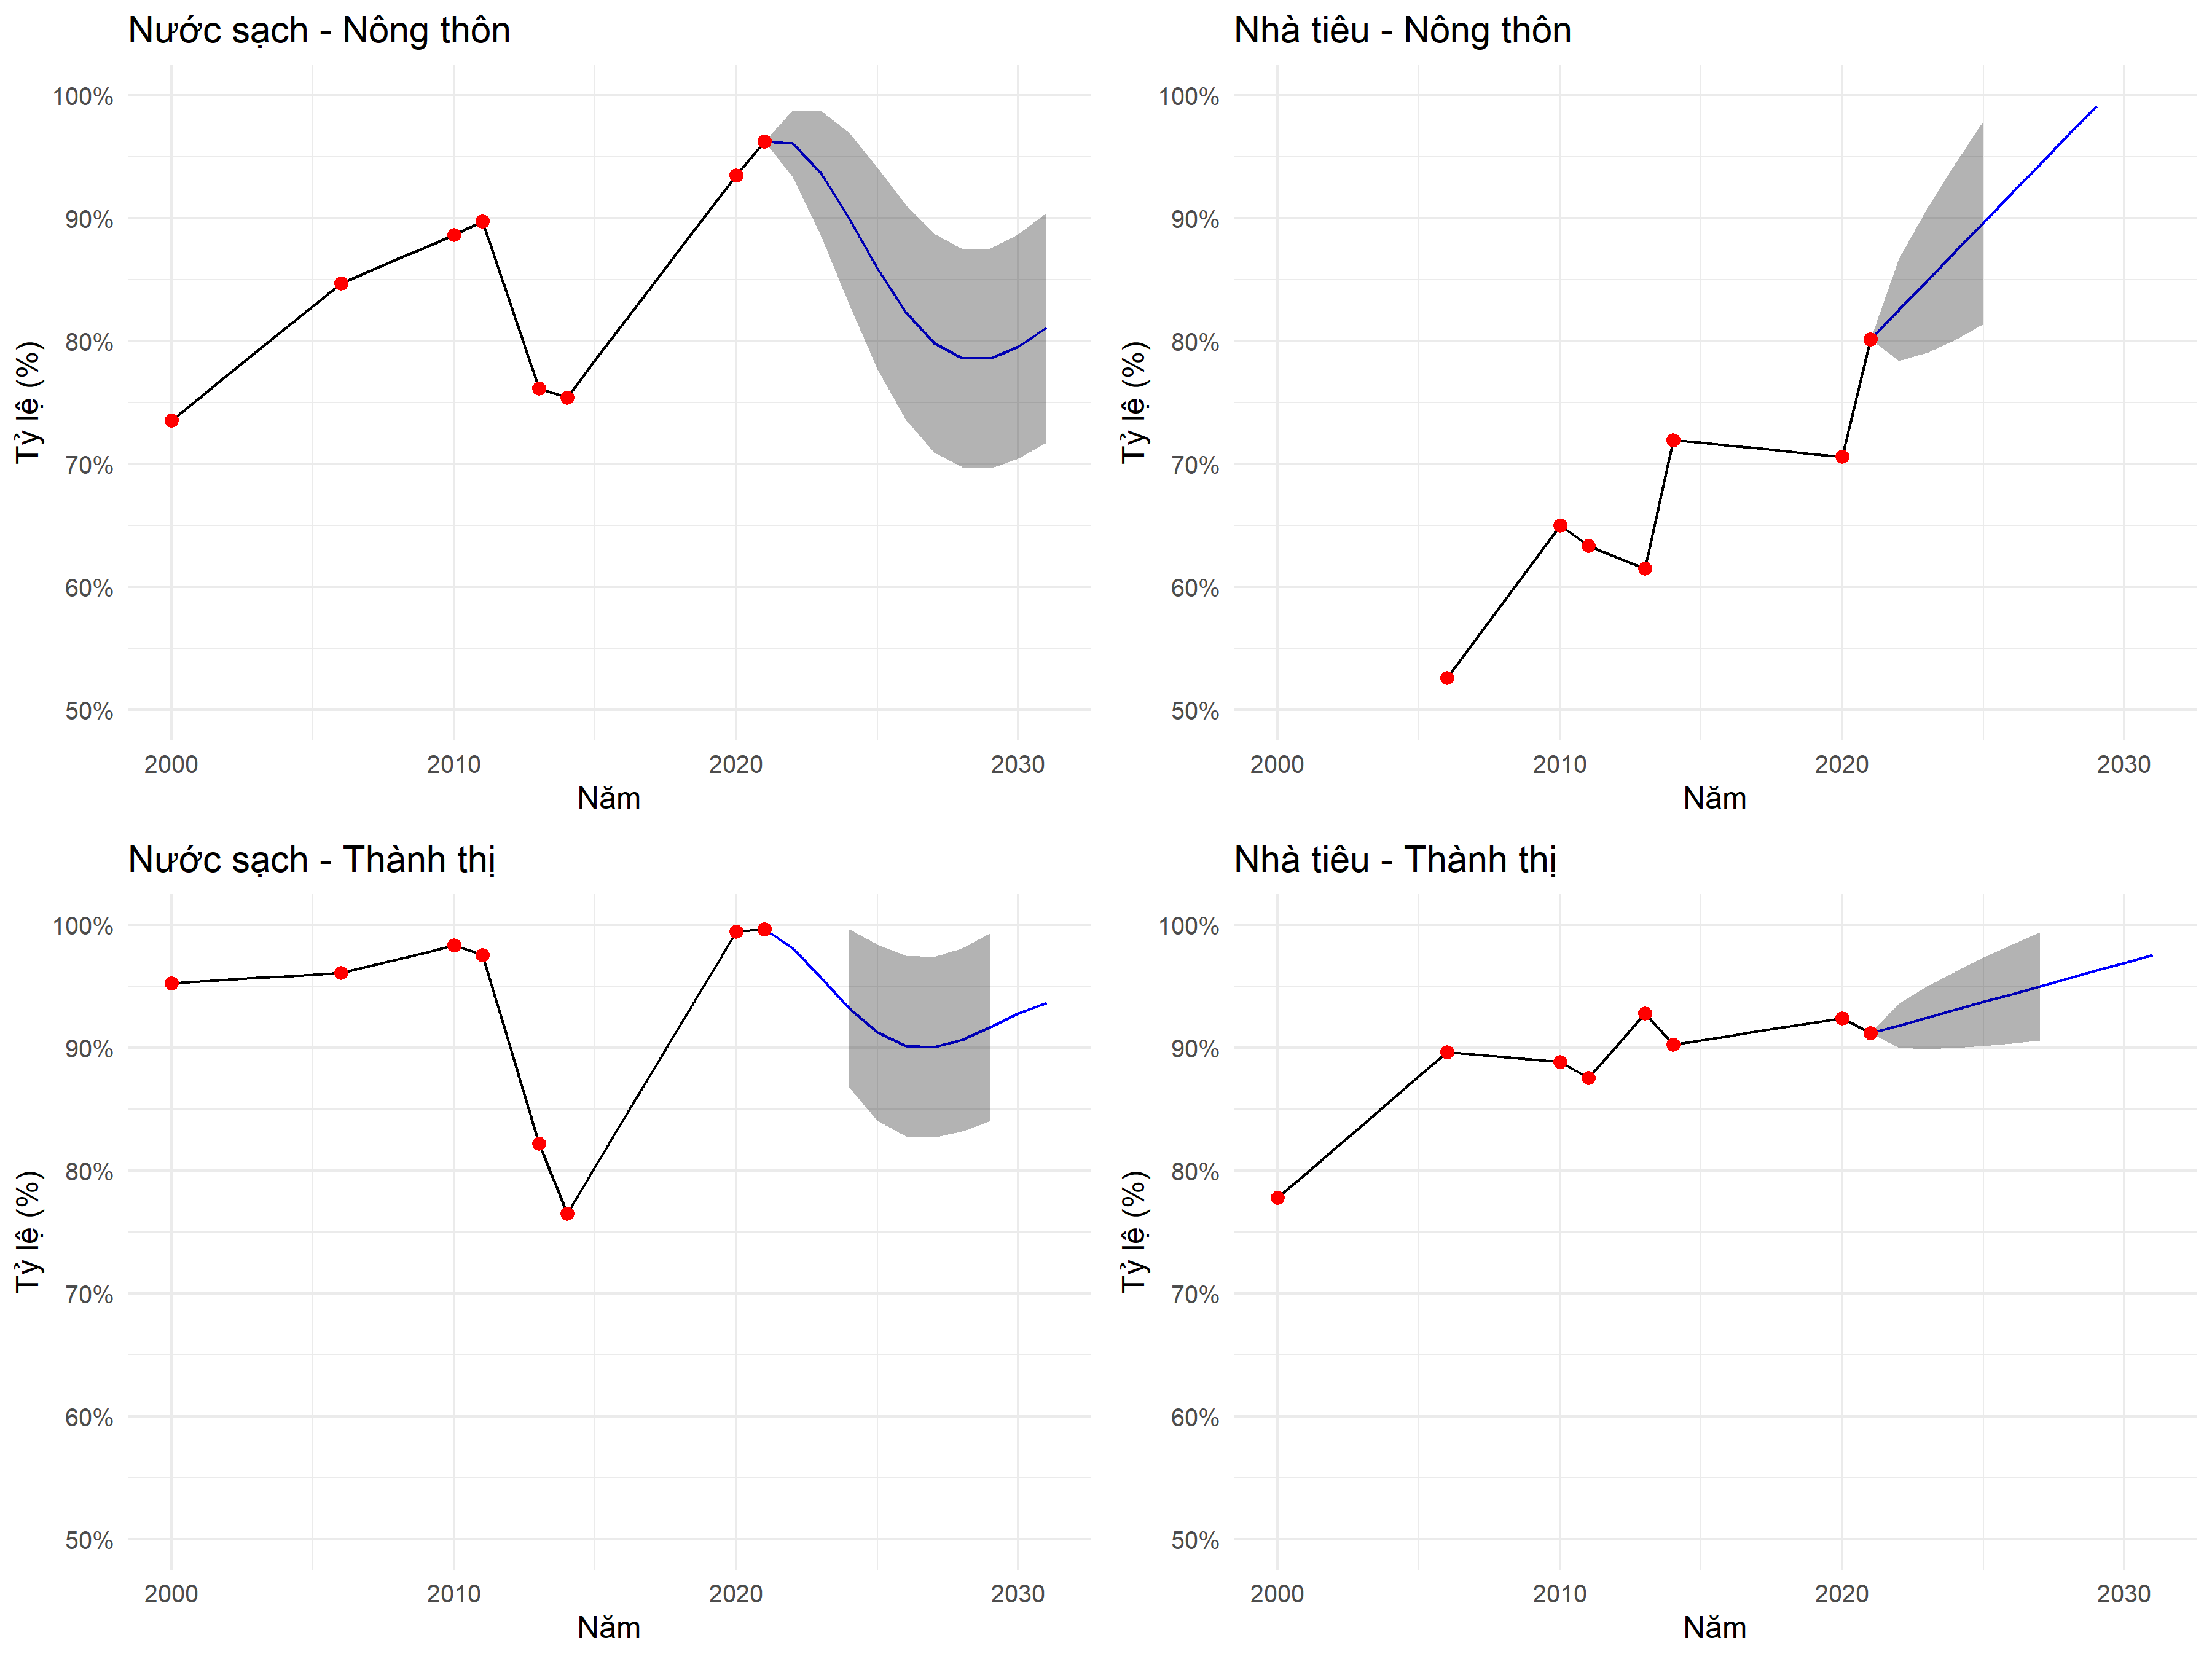 Nước sạch - Nông thôn
100%
90%
80%
70%
60%
50%
Tỷ lệ (%)
2000 2010 2020 2030
Năm
Nhà tiêu - Nông thôn
100%
90%
80%
70%
60%
50%
Tỷ lệ (%)
2000 2010 2020 2030
Năm
Nước sạch - Thành thị
100%
90%
80%
70%
60%
50%
Tỷ lệ (%)
2000 2010 2020 2030
Năm
Nhà tiêu - Thành thị
100%
90%
80%
70%
60%
50%
Tỷ lệ (%)
2000 2010 2020 2030
Năm